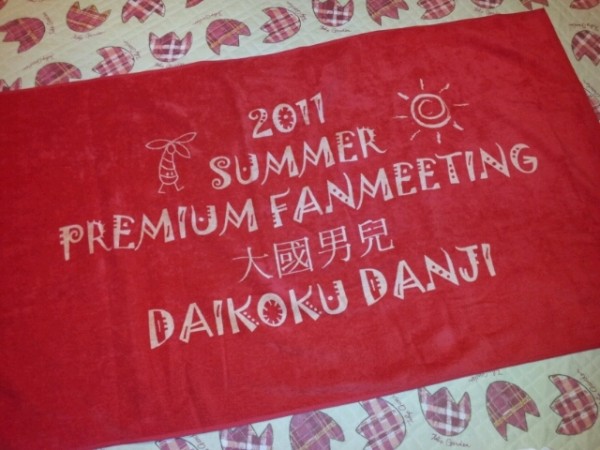 2011
SUMMER
PREMIUM FANMEETING
大國男兒
DAIKOKU DANJI